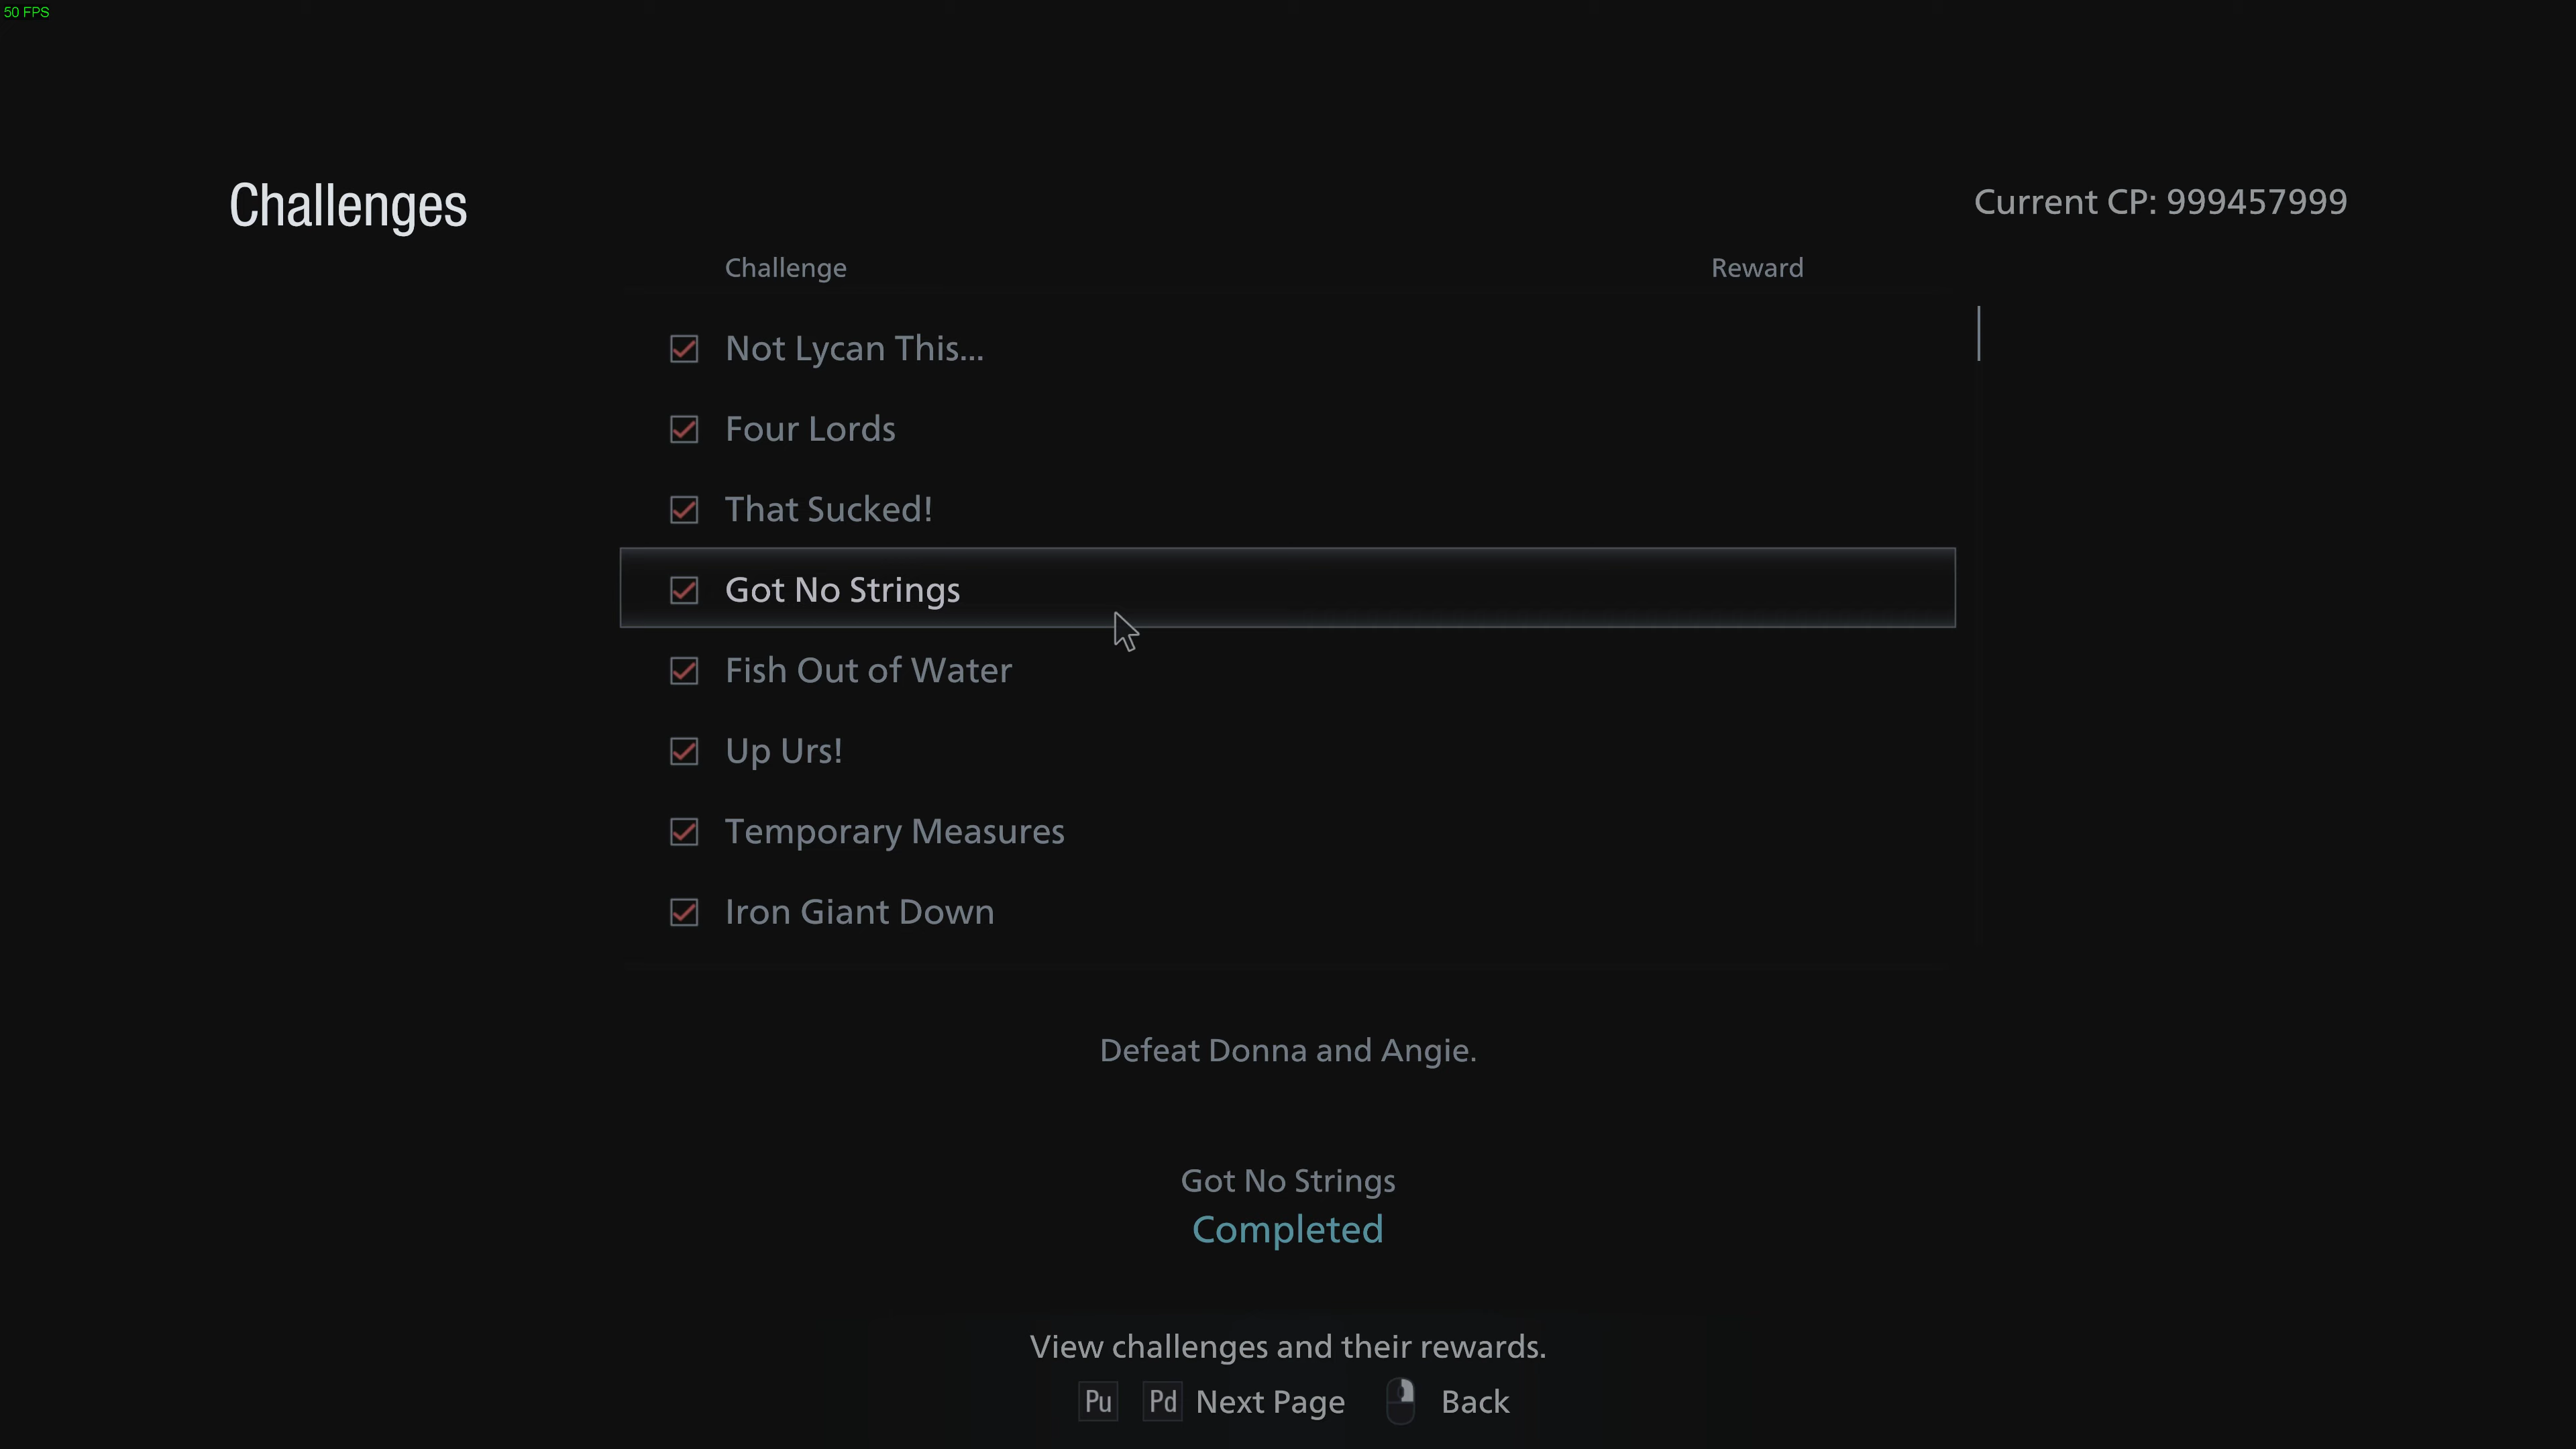 50 FPS
Challenges
Current CP: 999457999
Challenge Reward
Not Lycan This...
Four Lords
That Sucked!
Got No Strings
Fish Out of Water
Up Urs!
Temporary Measures
Iron Giant Down
Defeat Donna and Angie.
Got No Strings
Completed
View challenges and their rewards.
Pu Pd Next Page Back